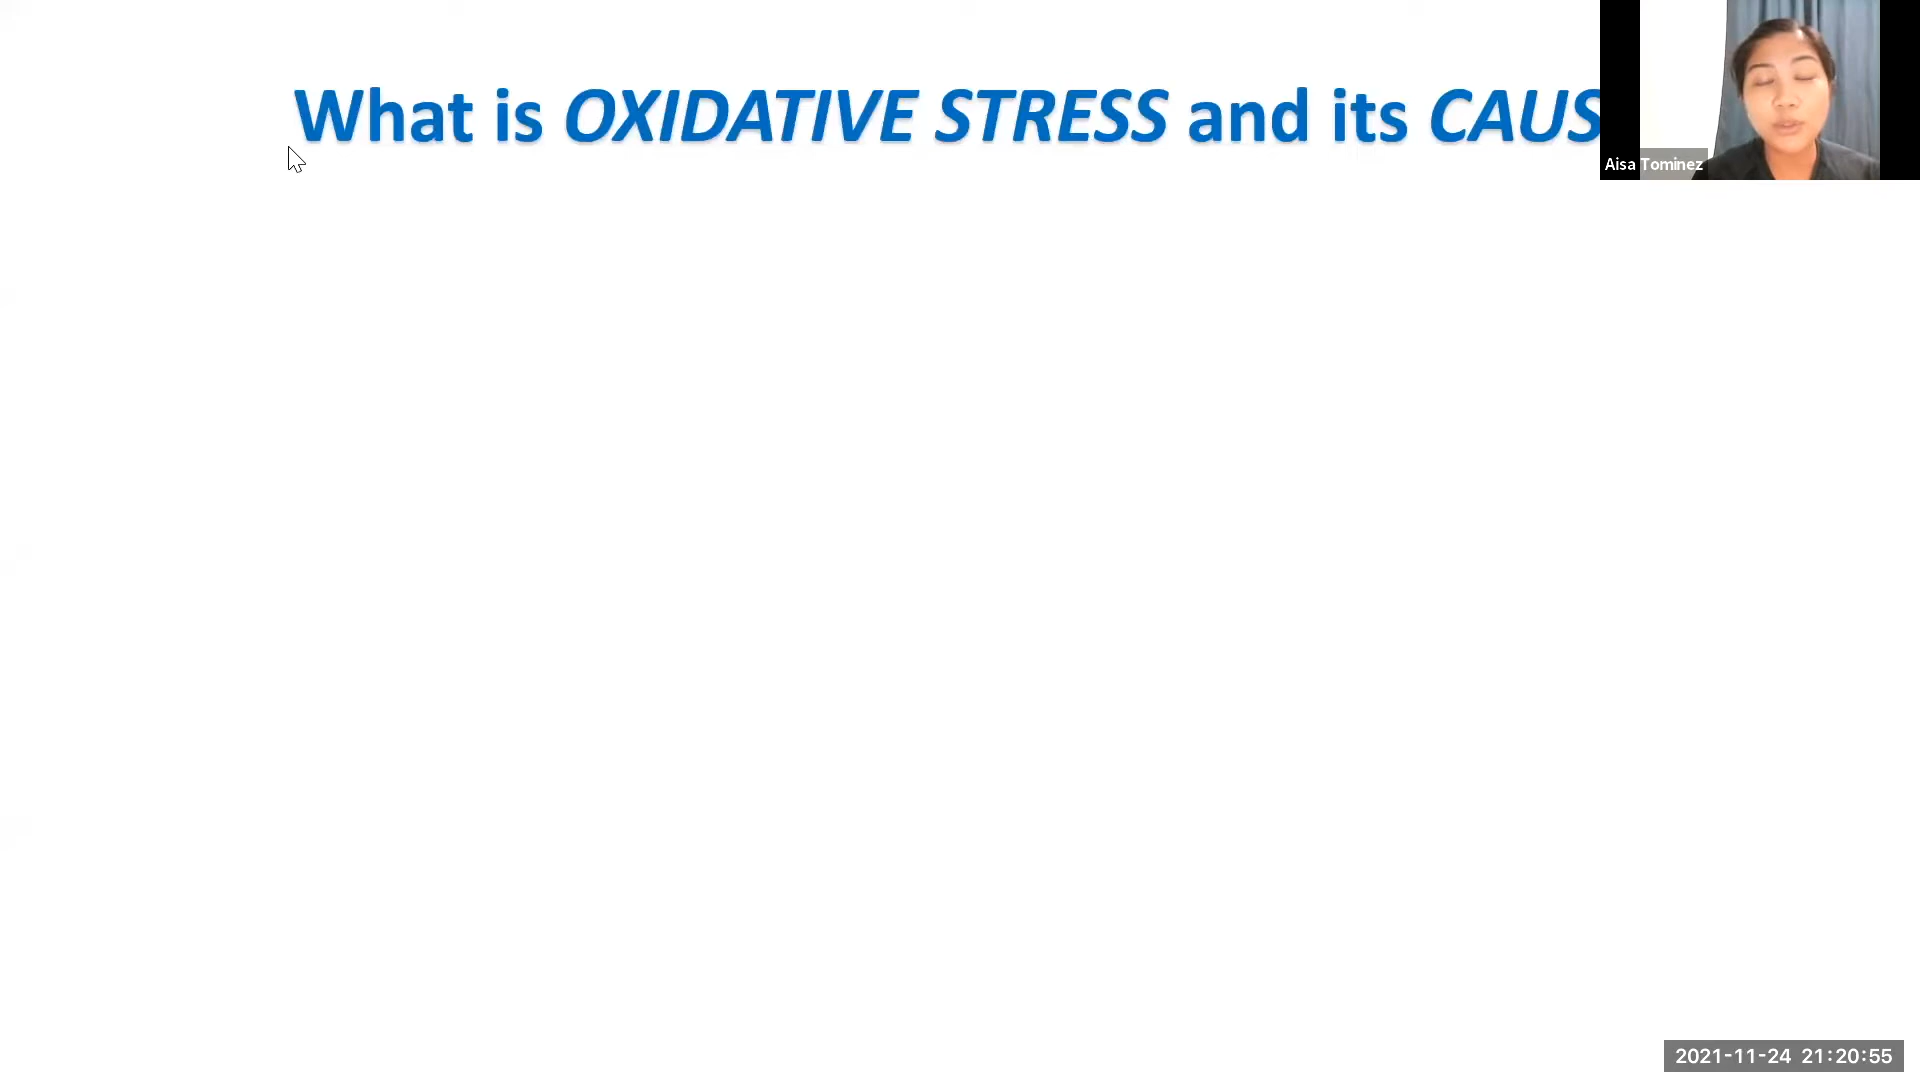 What is OXIDATIVE STRESS and its CAUS
Aisa Tominez
2021-11-24 21:20:55